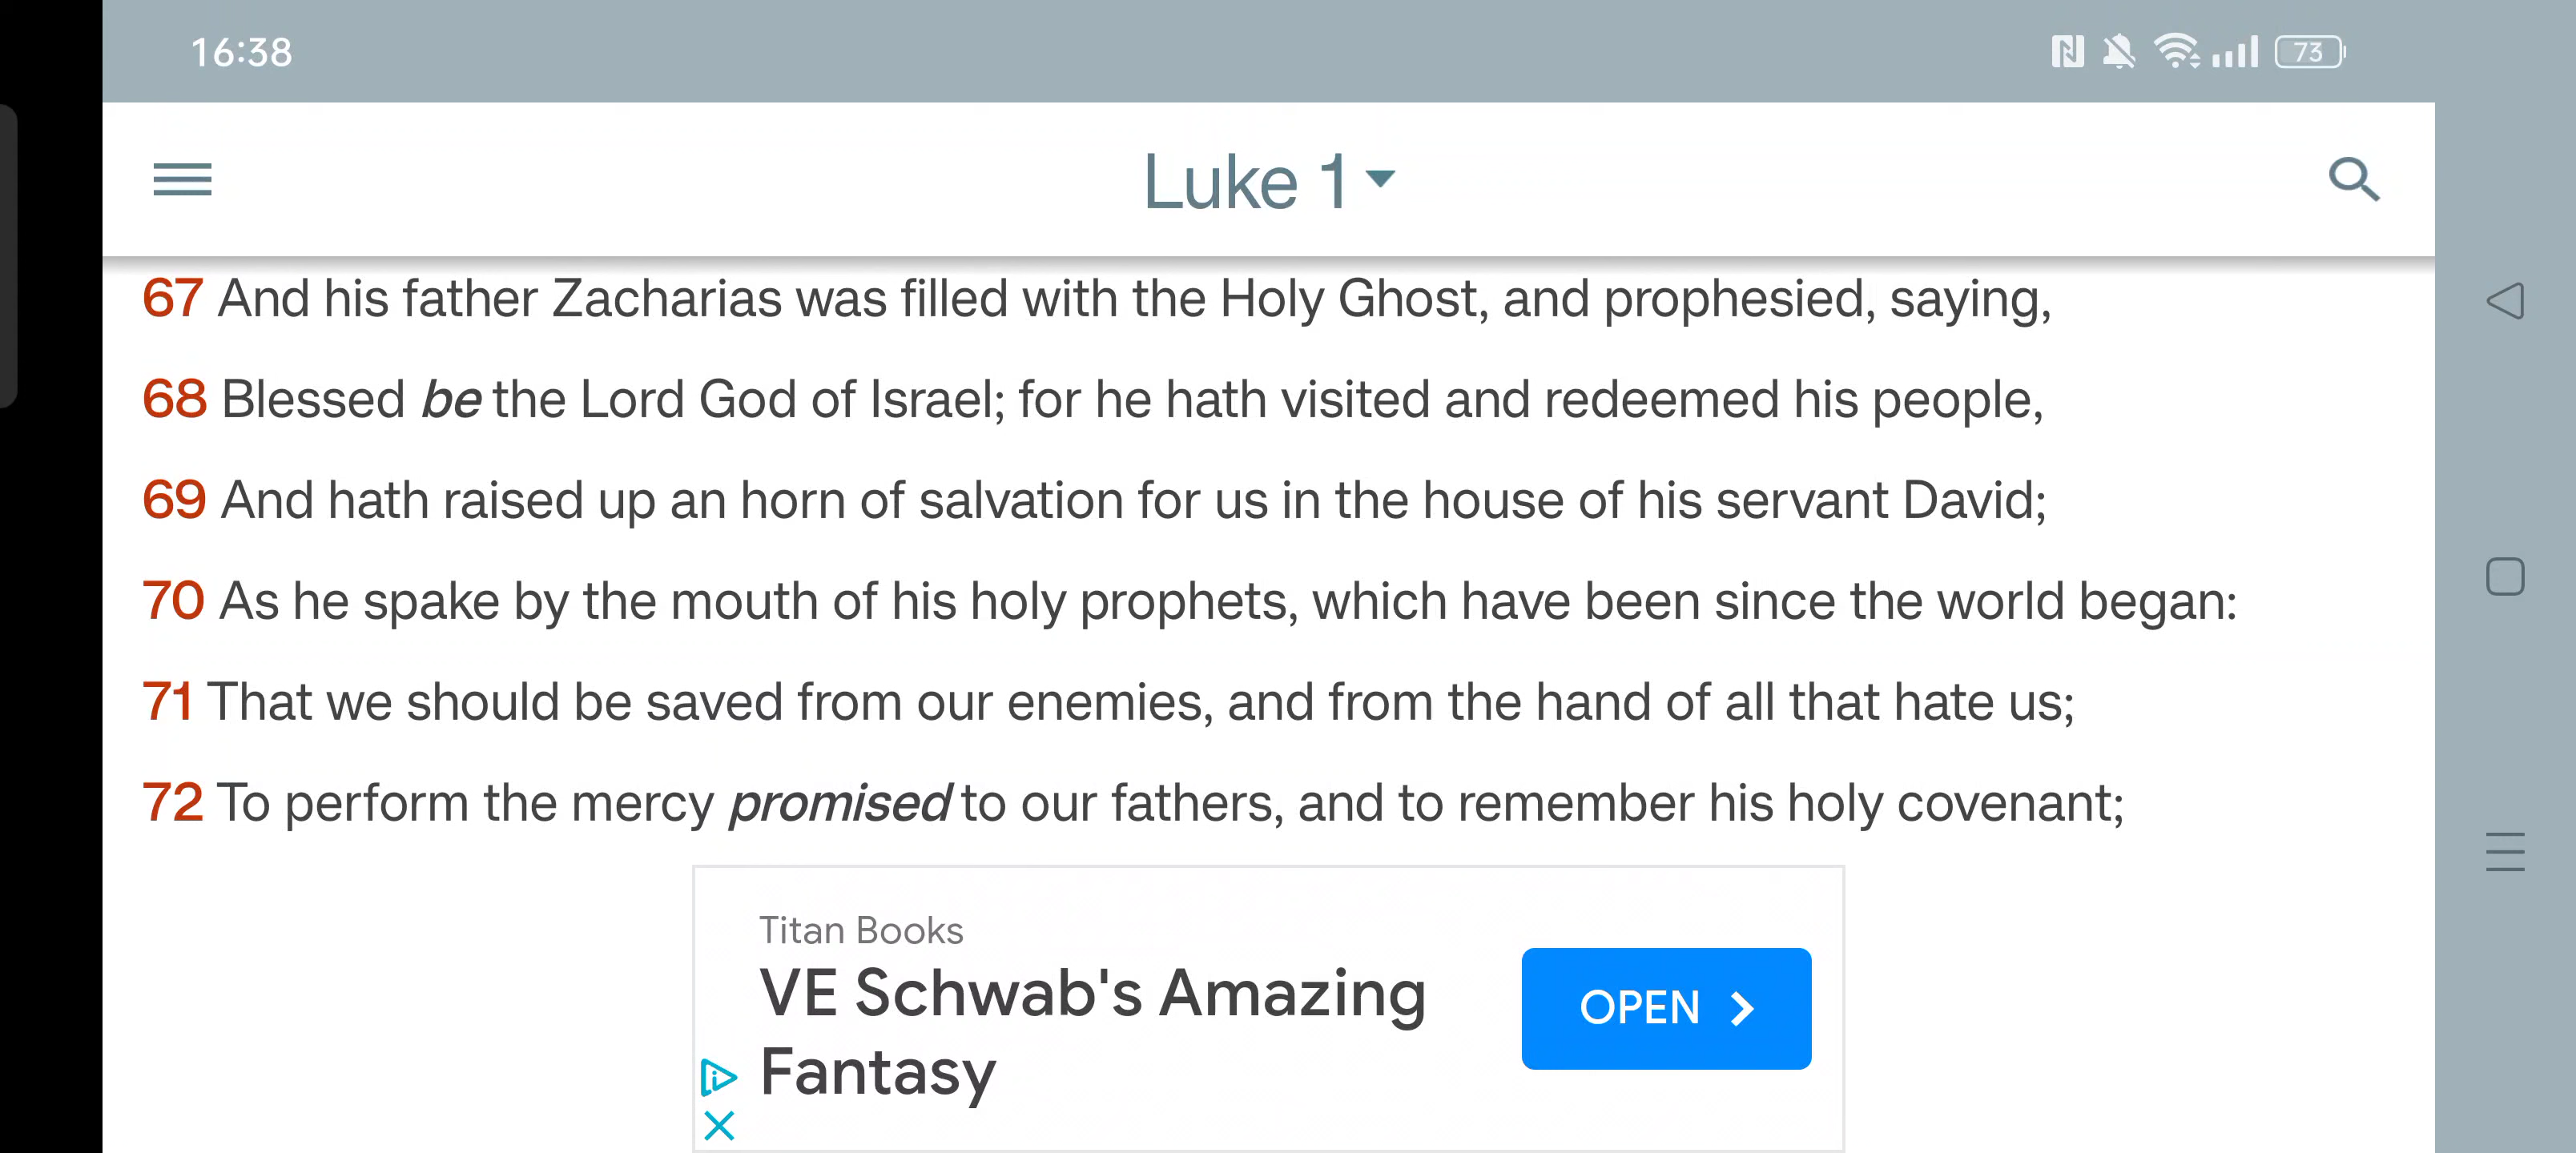 16:38
73
Luke 1
67 And his father Zacharias was filled with the Holy Ghost, and prophesied, saying,
68 Blessed be the Lord God of Israel; for he hath visited and redeemed his people,
69 And hath raised up an horn of salvation for us in the house of his servant David;
70 As he spake by the mouth of his holy prophets, which have been since the world began:
71 That we should be saved from our enemies, and from the hand of all that hate us;
72 To perform the mercy promised to our fathers, and to remember his holy covenant;
Titan Books
VE Schwab's Amazing
Fantasy
OPEN